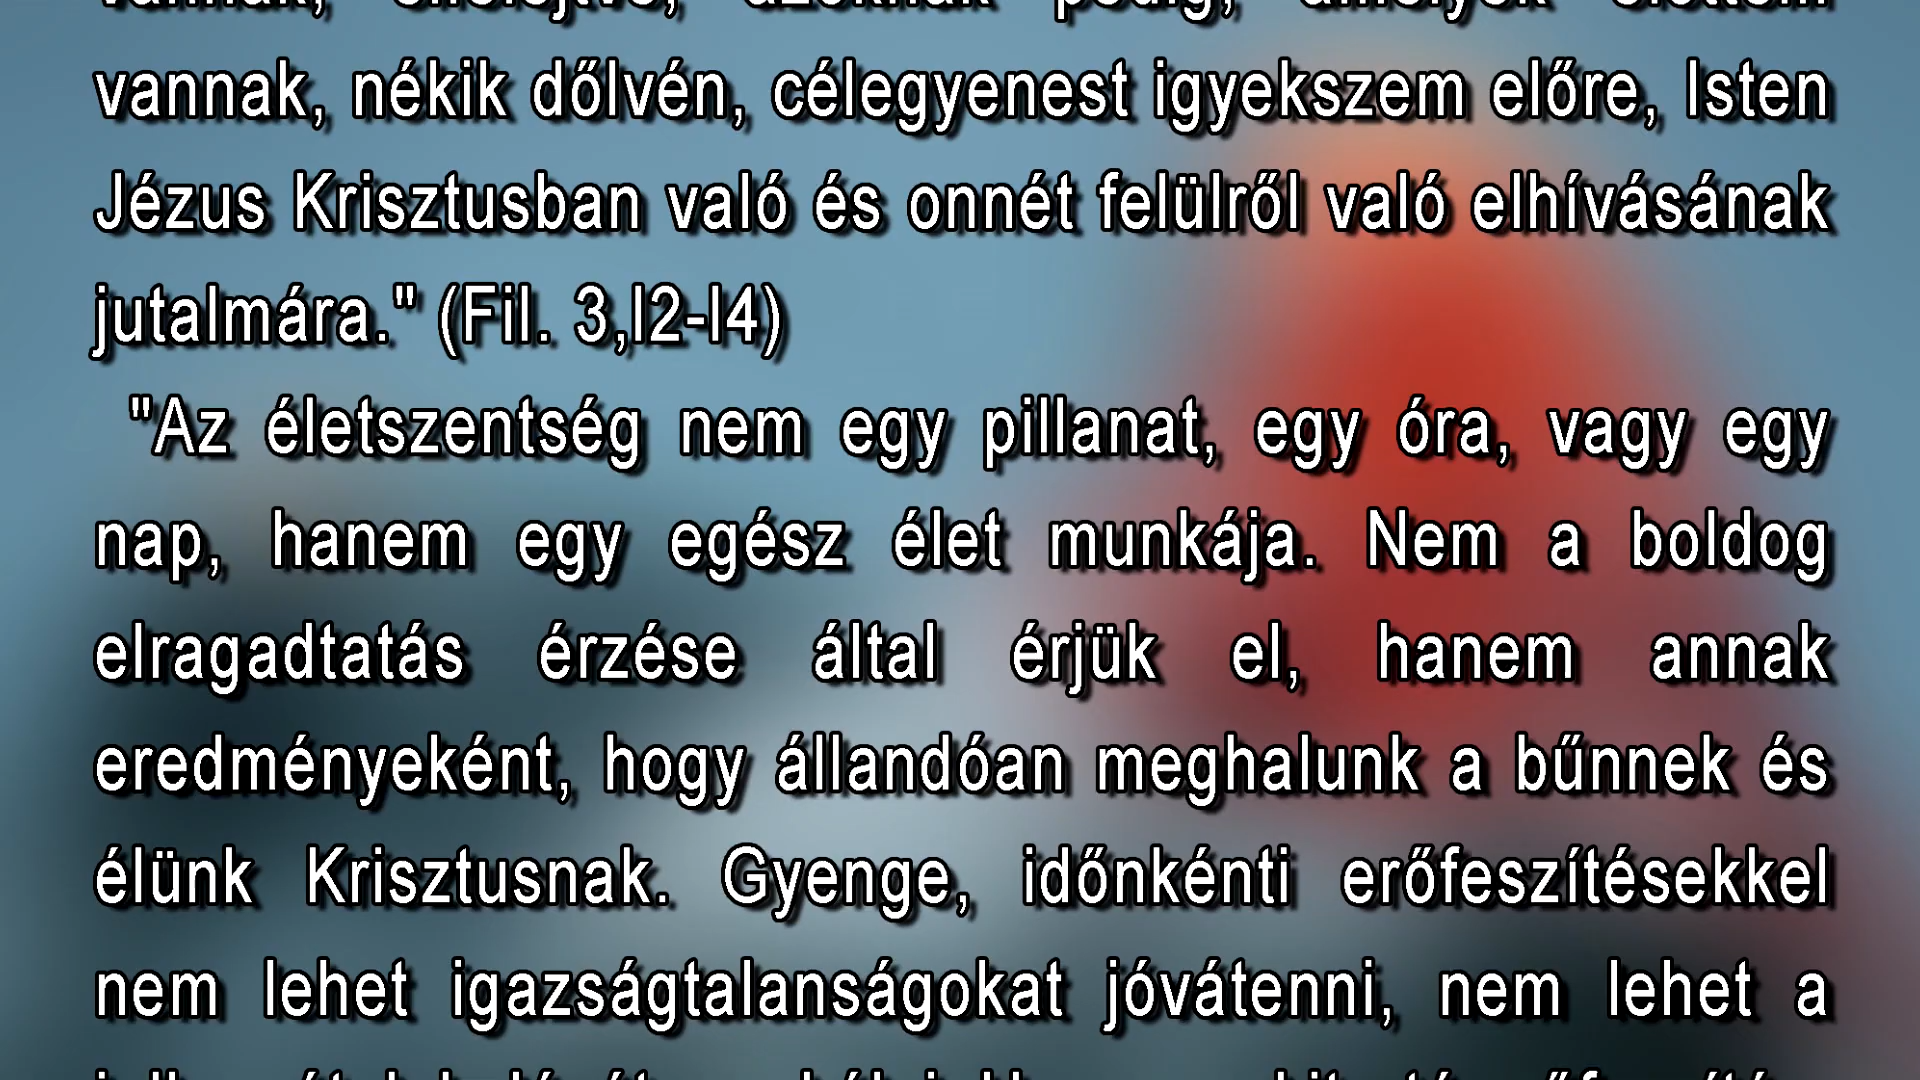 vannak, nékik dőlvén, célegyenest igyekszem előre, Isten
Jézus Krisztusban való és onnét felülről való elhívásának
jutalmára." (Fil. 3,l2-l4)
"Az életszentség nem egy pillanat, egy óra, vagy egy
nap, hanem egy egész élet munkája. Nem a boldog
elragadtatás érzése által érjük el, hanem annak
eredményeként, hogy állandóan meghalunk a bűnnek és
élünk Krisztusnak. Gyenge, időnkénti erőfeszítésekkel
nem lehet igazságtalanságokat jóvátenni, nem lehet a